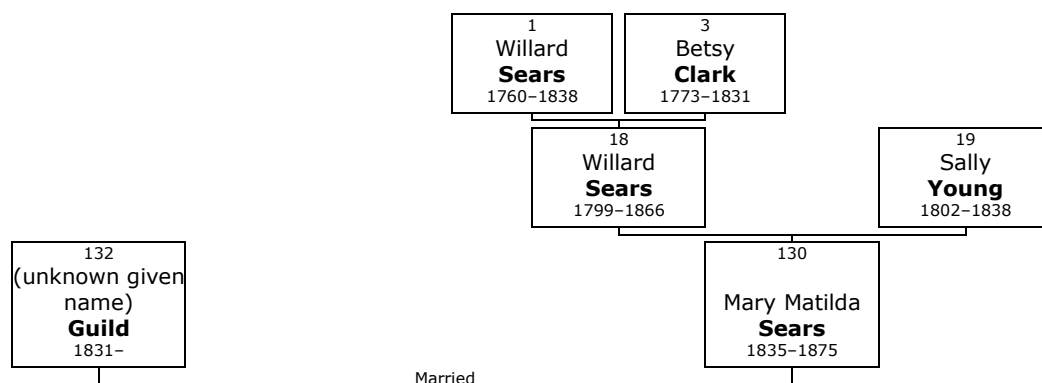 1
Willard
Sears
1760–1838
3
Betsy
Clark
1773–1831
18
Willard
Sears
1799–1866
19
Sally
Young
1802–1838
132
(unknown given
name)
Guild
1831–
130
Mary Matilda
Sears
1835–1875
Married